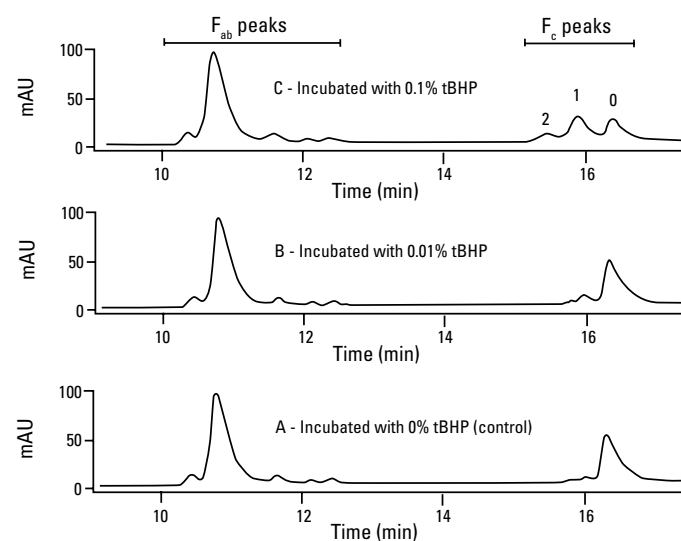 F_ab peaks
F_c peaks
mAU
100
50
0
C - Incubated with 0.1% tBHP
2
1
0
10
12
14
16
Time (min)
mAU
100
50
0
B - Incubated with 0.01% tBHP
10
12
14
16
Time (min)
mAU
100
50
0
A - Incubated with 0% tBHP (control)
10
12
14
16
Time (min)